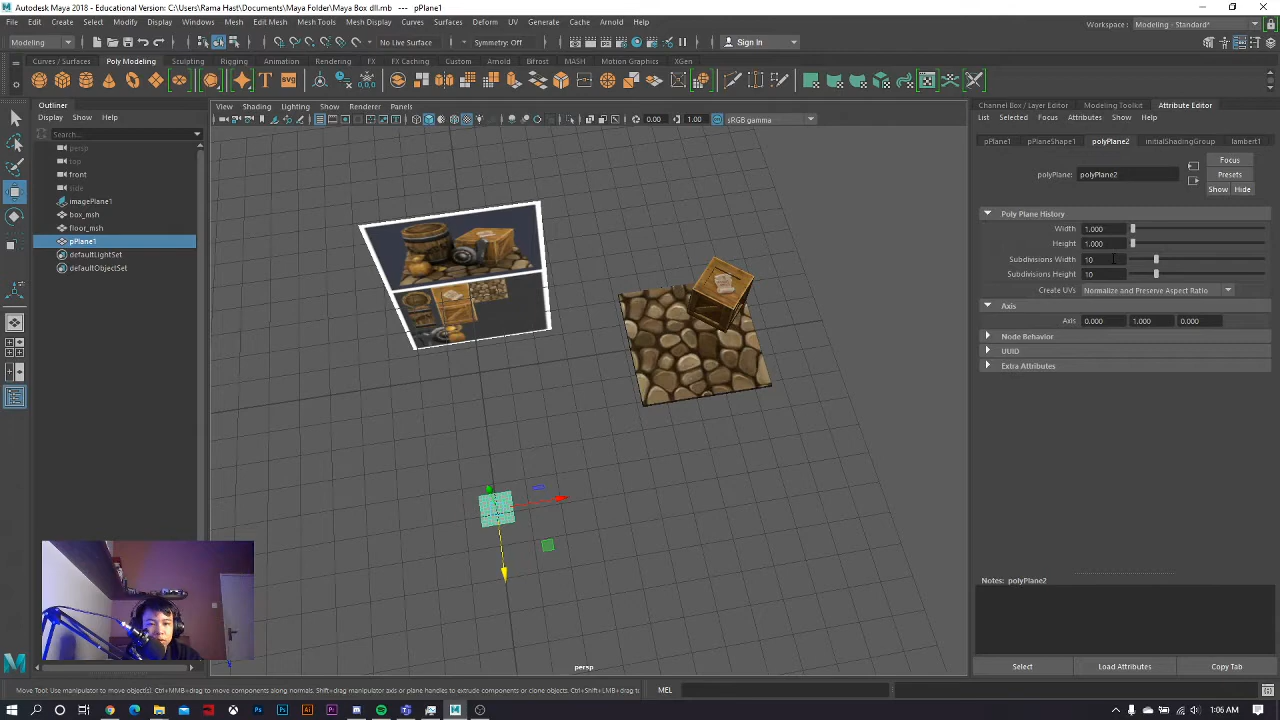 Autodesk Maya 2018 - Educational Version: C:\Users\Rama Hast\Documents\Maya Folder\Maya Box dll.mb* --- pPlane1
File Edit Create Select Modify Display Windows Mesh Edit Mesh Mesh Tools Mesh Display Curves Surfaces Deform UV Generate Cache Arnold Help
Workspace : Modeling - Standard*
Modeling No Live Surface Symmetry: Off Sign In
Curves / Surfaces Poly Modeling Sculpting Rigging Animation Rendering FX FX Caching Custom Arnold Bifrost MASH Motion Graphics XGen
Outliner
Display Show Help
Search...
persp
top
front
side
imagePlane1
box_msh
floor_msh
pPlane1
defaultLightSet
defaultObjectSet
View Shading Lighting Show Renderer Panels
0.00 1.00 sRGB gamma
persp
Channel Box / Layer Editor Modeling Toolkit Attribute Editor
List Selected Focus Attributes Show Help
pPlane1 pPlaneShape1 polyPlane2 initialShadingGroup lambert1
polyPlane: polyPlane2
Focus
Presets
Show Hide
Poly Plane History
Width 1.000
Height 1.000
Subdivisions Width 10
Subdivisions Height 10
Create UVs Normalize and Preserve Aspect Ratio
Axis
Axis 0.000 1.000 0.000
Node Behavior
UUID
Extra Attributes
Notes: polyPlane2
Select Load Attributes Copy Tab
Move Tool: Use manipulator to move object(s). Ctrl+MMB+drag to move components along normals. Shift+drag manipulator axis or plane handles to extrude components or clone objects. Ctrl+Shift+LMB+drag to
MEL
1:06 AM